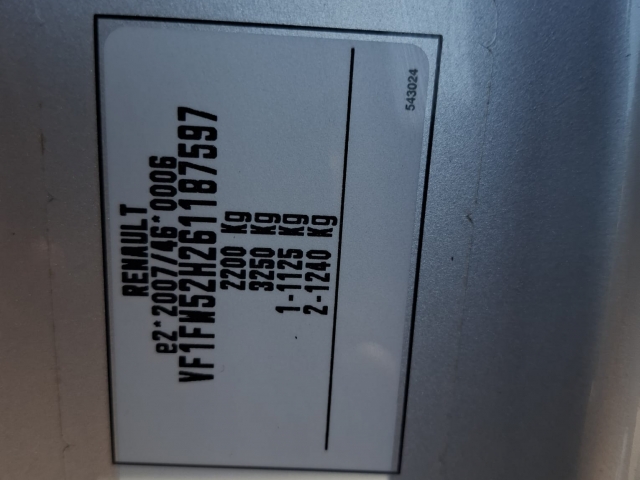 RENAULT
e2*2007/46*0006
VF1FW52H261187597
2200 Kg
3250 Kg
1-1125 Kg
2-1240 Kg
543024